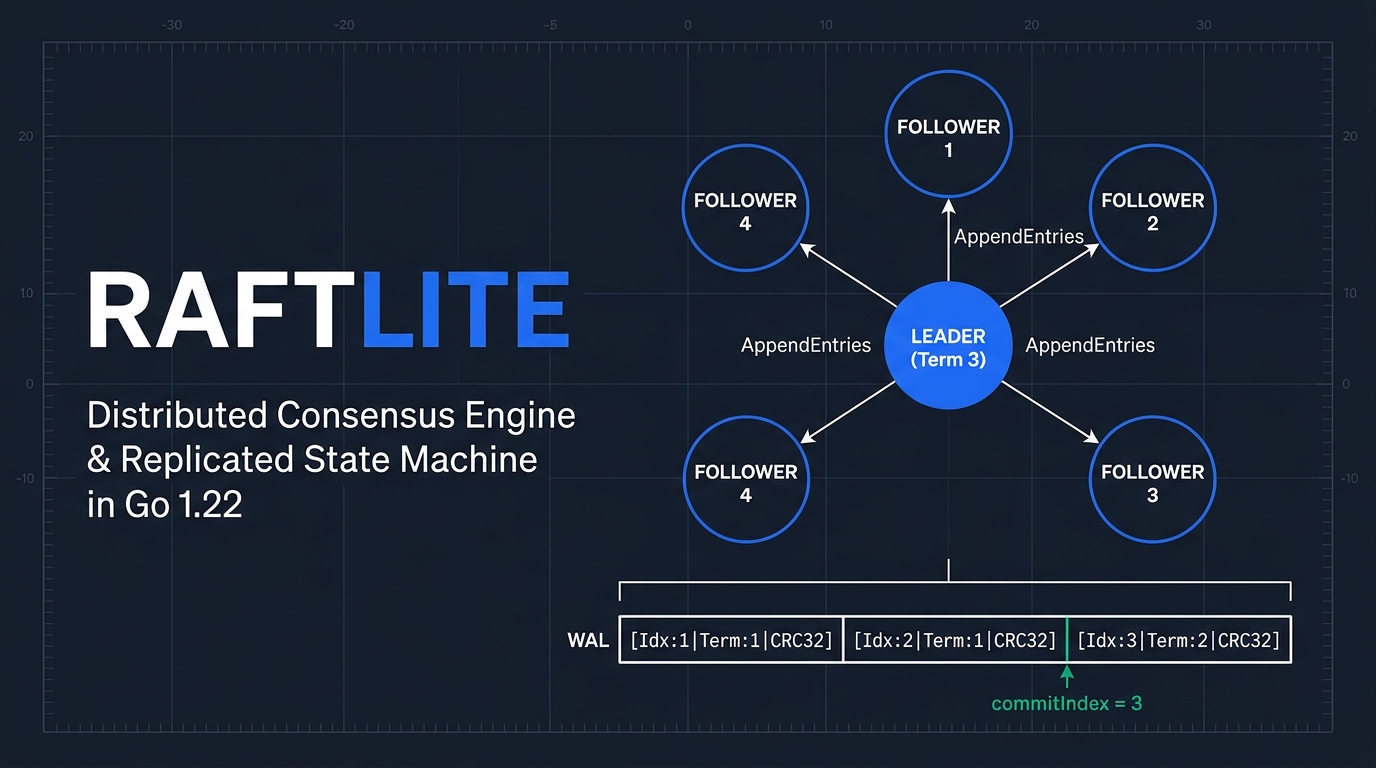 -30 -20 -5 0 10 20 30
20 20
10 10
0 0
-10 -10
RAFTLITE
Distributed Consensus Engine
& Replicated State Machine
in Go 1.22
FOLLOWER
1
FOLLOWER
4
FOLLOWER
2
AppendEntries
LEADER
(Term 3)
AppendEntries
AppendEntries
FOLLOWER
4
FOLLOWER
3
WAL
[Idx:1|Term:1|CRC32]
[Idx:2|Term:1|CRC32]
[Idx:3|Term:2|CRC32]
commitIndex = 3